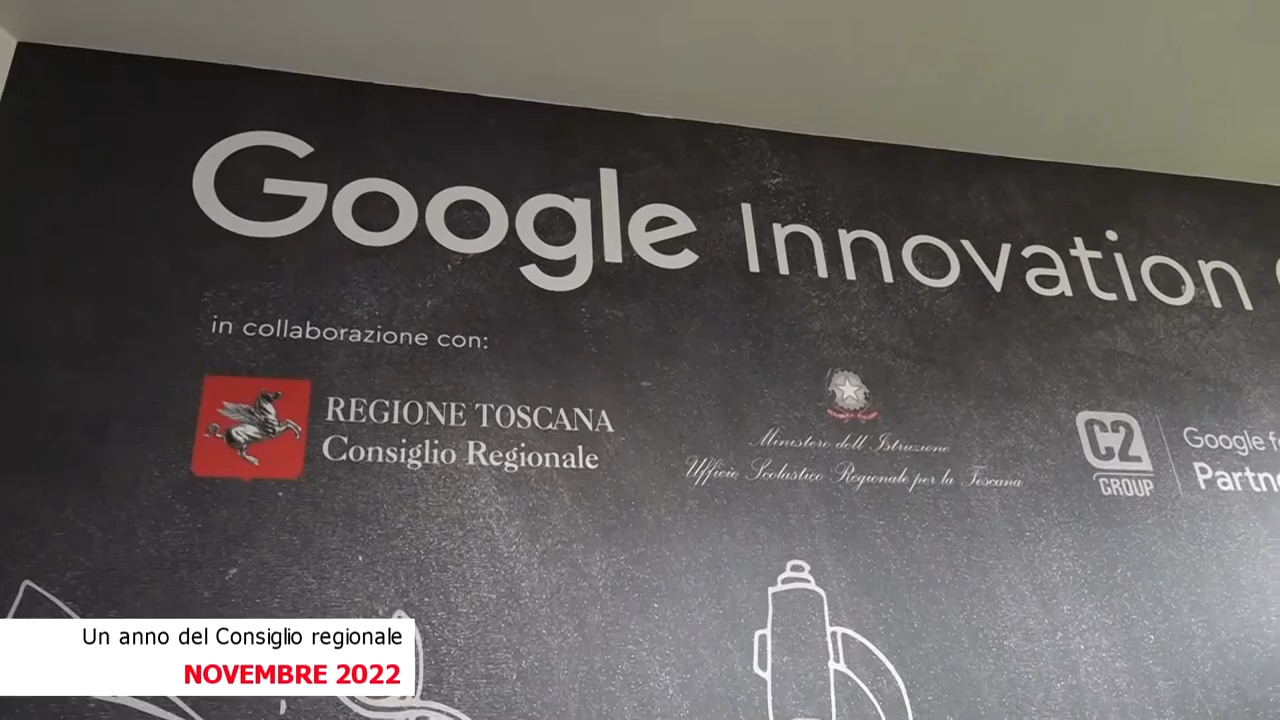 Google Innovation
in collaborazione con:
REGIONE TOSCANA
Consiglio Regionale
Ministero dell'Istruzione
Ufficio Scolastico Regionale per la Toscana
C2
GROUP
Google
Un anno del Consiglio regionale
NOVEMBRE 2022